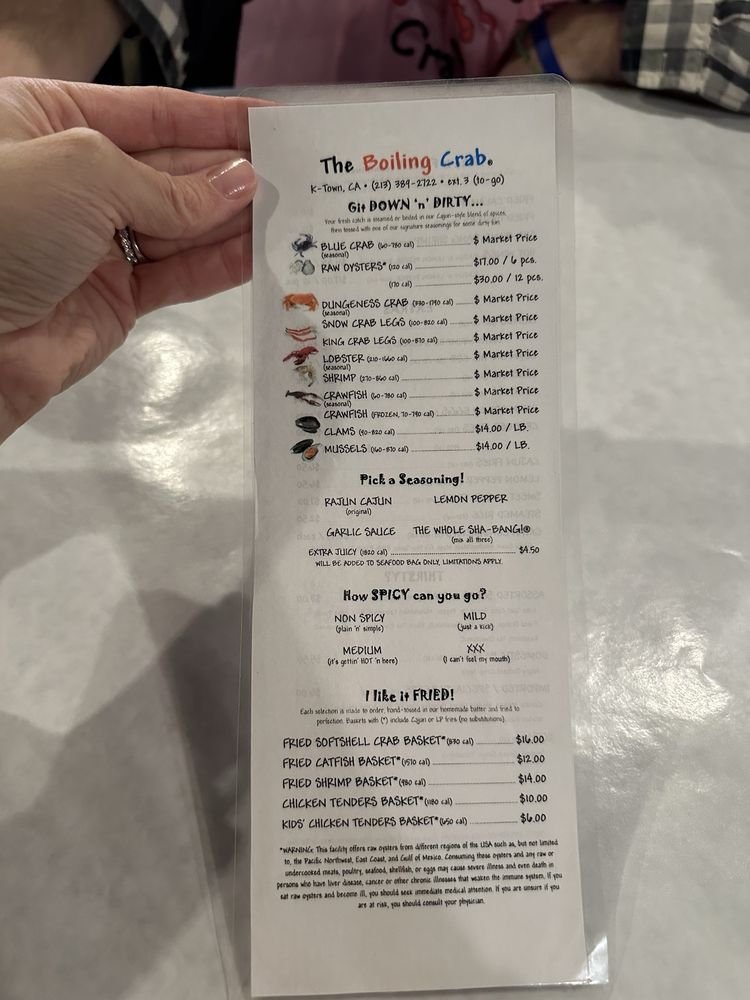 The Boiling Crab®
K-Town, CA • (213) 389-2722 • ext. 3 (to-go)
Git DOWN 'n' DIRTY...
Your fresh catch is steamed or boiled in our Cajun-style blend of spices,
then tossed with one of our signature seasonings for some dirty fun.
BLUE CRAB (60-780 cal) $ Market Price
(seasonal)
RAW OYSTERS* (120 cal) $17.00 / 6 pcs.
(170 cal) $30.00 / 12 pcs.
DUNGENESS CRAB (730-1790 cal) $ Market Price
(seasonal)
SNOW CRAB LEGS (100-820 cal) $ Market Price
KING CRAB LEGS (100-870 cal) $ Market Price
LOBSTER (210-1660 cal) $ Market Price
(seasonal)
SHRIMP (270-860 cal) $ Market Price
CRAWFISH (60-780 cal) $ Market Price
(seasonal)
CRAWFISH (FROZEN, 70-790 cal) $ Market Price
CLAMS (90-820 cal) $14.00 / LB.
MUSSELS (160-870 cal) $14.00 / LB.
Pick a Seasoning!
RAJUN CAJUN LEMON PEPPER
(original)
GARLIC SAUCE THE WHOLE SHA-BANG!®
(mix all three)
EXTRA JUICY (1820 cal) $4.50
WILL BE ADDED TO SEAFOOD BAG ONLY, LIMITATIONS APPLY.
How SPICY can you go?
NON SPICY MILD
(plain 'n' simple) (just a kick)
MEDIUM XXX
(it's gettin' HOT 'n here) (I can't feel my mouth)
I like it FRIED!
Each selection is made to order, hand-tossed in our homemade batter and fried to
perfection. Baskets with (*) include Cajun or LP fries (no substitutions).
FRIED SOFTSHELL CRAB BASKET* (870 cal) $16.00
FRIED CATFISH BASKET* (1570 cal) $12.00
FRIED SHRIMP BASKET* (980 cal) $14.00
CHICKEN TENDERS BASKET* (1180 cal) $10.00
KIDS' CHICKEN TENDERS BASKET* (650 cal) $6.00
*WARNING: This facility offers raw oysters from different regions of the USA such as, but not limited
to, the Pacific Northwest, East Coast, and Gulf of Mexico. Consuming these oysters and any raw or
undercooked meats, poultry, seafood, shellfish, or eggs may cause severe illness and even death in
persons who have liver disease, cancer or other chronic illnesses that weaken the immune system. If you
eat raw oysters and become ill, you should seek immediate medical attention. If you are unsure if you
are at risk, you should consult your physician.